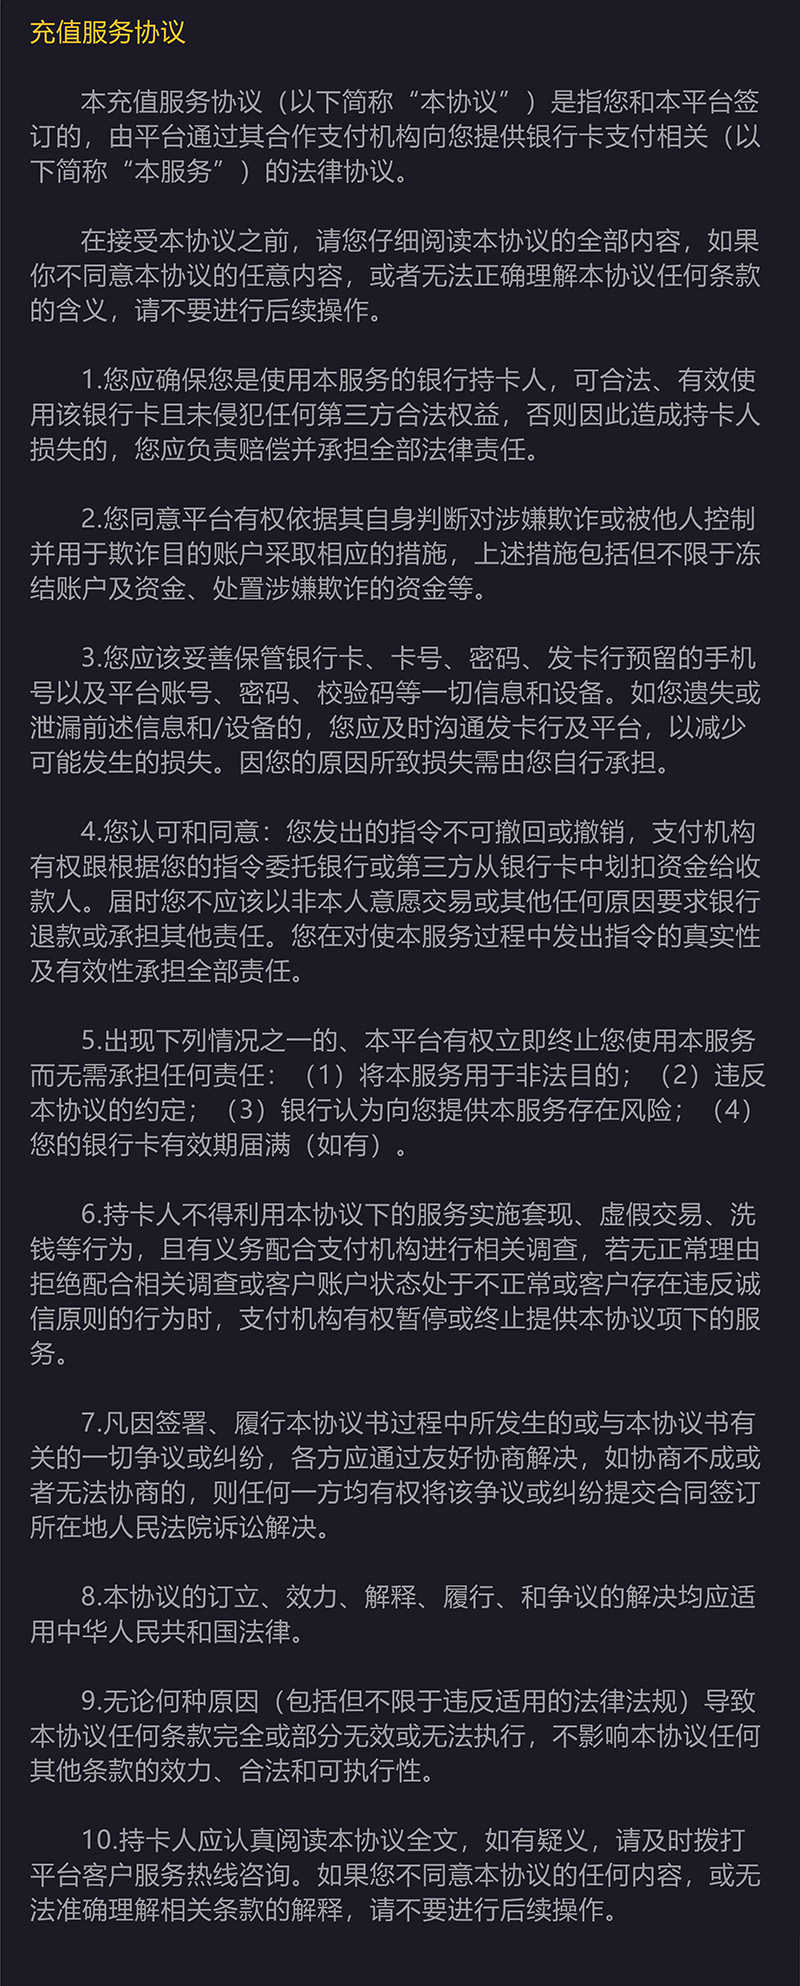 充值服务协议
本充值服务协议（以下简称“本协议”）是指您和本平台签
订的，由平台通过其合作支付机构向您提供银行卡支付相关（以
下简称“本服务”）的法律协议。
在接受本协议之前，请您仔细阅读本协议的全部内容，如果
你不同意本协议的任意内容，或者无法正确理解本协议任何条款
的含义，请不要进行后续操作。
1.您应确保您是使用本服务的银行持卡人，可合法、有效使
用该银行卡且未侵犯任何第三方合法权益，否则因此造成持卡人
损失的，您应负责赔偿并承担全部法律责任。
2.您同意平台有权依据其自身判断对涉嫌欺诈或被他人控制
并用于欺诈目的账户采取相应的措施，上述措施包括但不限于冻
结账户及资金、处置涉嫌欺诈的资金等。
3.您应该妥善保管银行卡、卡号、密码、发卡行预留的手机
号以及平台账号、密码、校验码等一切信息和设备。如您遗失或
泄漏前述信息和/设备的，您应及时沟通发卡行及平台，以减少
可能发生的损失。因您的原因所致损失需由您自行承担。
4.您认可和同意：您发出的指令不可撤回或撤销，支付机构
有权跟根据您的指令委托银行或第三方从银行卡中划扣资金给收
款人。届时您不应该以非本人意愿交易或其他任何原因要求银行
退款或承担其他责任。您在对使本服务过程中发出指令的真实性
及有效性承担全部责任。
5.出现下列情况之一的、本平台有权立即终止您使用本服务
而无需承担任何责任：（1）将本服务用于非法目的；（2）违反
本协议的约定；（3）银行认为向您提供本服务存在风险；（4）
您的银行卡有效期届满（如有）。
6.持卡人不得利用本协议下的服务实施套现、虚假交易、洗
钱等行为，且有义务配合支付机构进行相关调查，若无正常理由
拒绝配合相关调查或客户账户状态处于不正常或客户存在违反诚
信原则的行为时，支付机构有权暂停或终止提供本协议项下的服
务。
7.凡因签署、履行本协议书过程中所发生的或与本协议书有
关的一切争议或纠纷，各方应通过友好协商解决，如协商不成或
者无法协商的，则任何一方均有权将该争议或纠纷提交合同签订
所在地人民法院诉讼解决。
8.本协议的订立、效力、解释、履行、和争议的解决均应适
用中华人民共和国法律。
9.无论何种原因（包括但不限于违反适用的法律法规）导致
本协议任何条款完全或部分无效或无法执行，不影响本协议任何
其他条款的效力、合法和可执行性。
10.持卡人应认真阅读本协议全文，如有疑义，请及时拨打
平台客户服务热线咨询。如果您不同意本协议的任何内容，或无
法准确理解相关条款的解释，请不要进行后续操作。